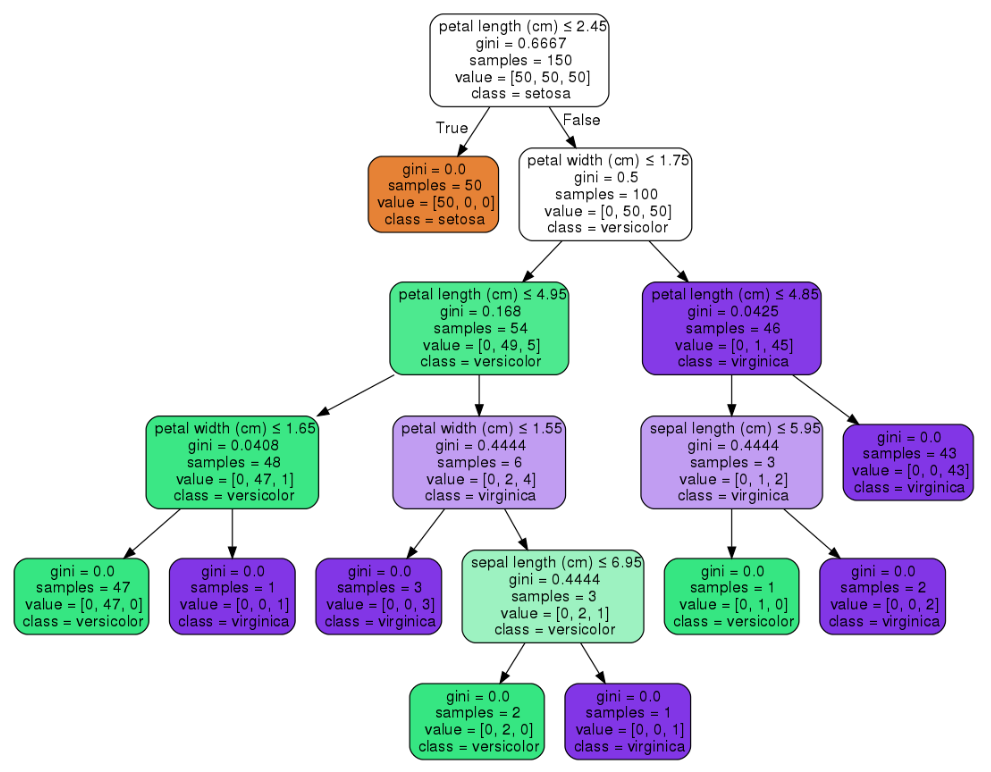 petal length (cm) ≤ 2.45
gini = 0.6667
samples = 150
value = [50, 50, 50]
class = setosa
True
False
gini = 0.0
samples = 50
value = [50, 0, 0]
class = setosa
petal width (cm) ≤ 1.75
gini = 0.5
samples = 100
value = [0, 50, 50]
class = versicolor
petal length (cm) ≤ 4.95
gini = 0.168
samples = 54
value = [0, 49, 5]
class = versicolor
petal length (cm) ≤ 4.85
gini = 0.0425
samples = 46
value = [0, 1, 45]
class = virginica
petal width (cm) ≤ 1.65
gini = 0.0408
samples = 48
value = [0, 47, 1]
class = versicolor
petal width (cm) ≤ 1.55
gini = 0.4444
samples = 6
value = [0, 2, 4]
class = virginica
sepal length (cm) ≤ 5.95
gini = 0.4444
samples = 3
value = [0, 1, 2]
class = virginica
gini = 0.0
samples = 43
value = [0, 0, 43]
class = virginica
gini = 0.0
samples = 47
value = [0, 47, 0]
class = versicolor
gini = 0.0
samples = 1
value = [0, 0, 1]
class = virginica
gini = 0.0
samples = 3
value = [0, 0, 3]
class = virginica
sepal length (cm) ≤ 6.95
gini = 0.4444
samples = 3
value = [0, 2, 1]
class = versicolor
gini = 0.0
samples = 1
value = [0, 1, 0]
class = versicolor
gini = 0.0
samples = 2
value = [0, 0, 2]
class = virginica
gini = 0.0
samples = 2
value = [0, 2, 0]
class = versicolor
gini = 0.0
samples = 1
value = [0, 0, 1]
class = virginica